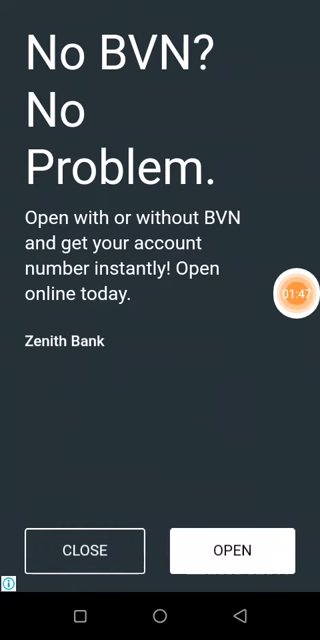 No BVN?
No
Problem.
Open with or without BVN
and get your account
number instantly! Open
online today.
01:47
Zenith Bank
CLOSE
OPEN